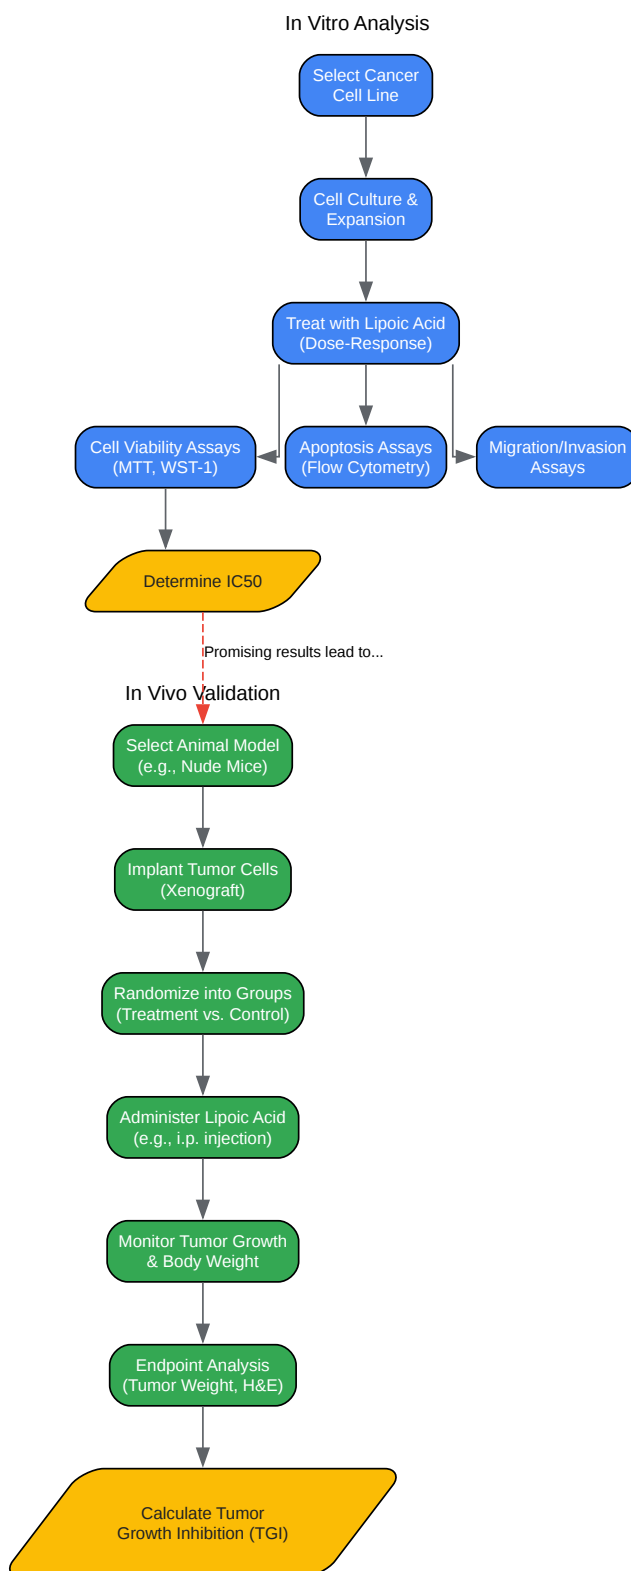 In Vitro Analysis
Select Cancer
Cell Line
Cell Culture &
Expansion
Treat with Lipoic Acid
(Dose-Response)
Cell Viability Assays
(MTT, WST-1)
Apoptosis Assays
(Flow Cytometry)
Migration/Invasion
Assays
Determine IC50
Promising results lead to...
In Vivo Validation
Select Animal Model
(e.g., Nude Mice)
Implant Tumor Cells
(Xenograft)
Randomize into Groups
(Treatment vs. Control)
Administer Lipoic Acid
(e.g., i.p. injection)
Monitor Tumor Growth
& Body Weight
Endpoint Analysis
(Tumor Weight, H&E)
Calculate Tumor
Growth Inhibition (TGI)